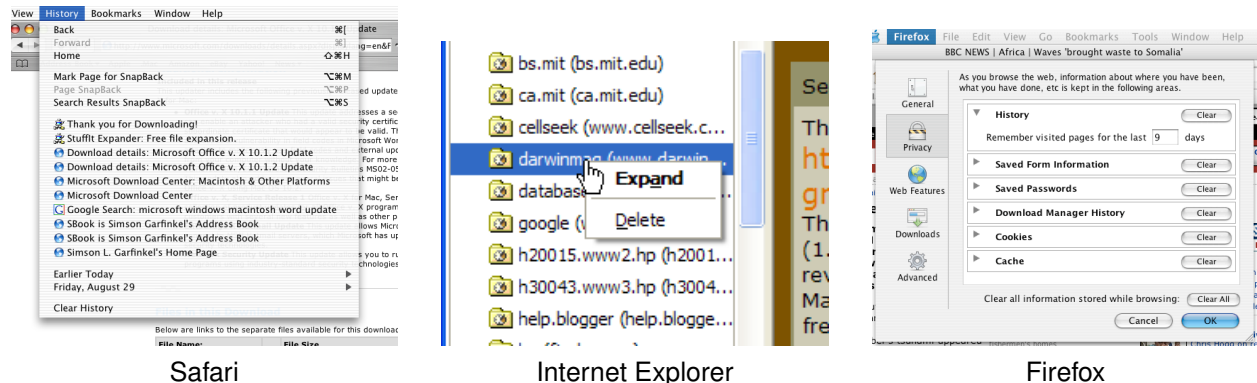 View History Bookmarks Window Help
Back ⌘[
Forward ⌘]
Home ⇧⌘H
Mark Page for SnapBack ⌥⌘M
Page SnapBack ⌥⌘P
Search Results SnapBack ⌥⌘S
Thank you for Downloading!
StuffIt Expander: Free file expansion.
Download details: Microsoft Office v. X 10.1.2 Update
Download details: Microsoft Office v. X 10.1.2 Update
Microsoft Download Center: Macintosh & Other Platforms
Microsoft Download Center
Google Search: microsoft windows macintosh word update
SBook is Simson Garfinkel's Address Book
SBook is Simson Garfinkel's Address Book
Simson L. Garfinkel's Home Page
Earlier Today
Friday, August 29
Clear History
Below are links to the separate files available for this download
File Name: File Size
Safari
bs.mit (bs.mit.edu)
ca.mit (ca.mit.edu)
cellseek (www.cellseek.c...
darwinmag (www.darwin...
Expand
Delete
google
h20015.www2.hp (h2001...
h30043.www3.hp (h3004...
help.blogger (help.blogge...
Se
Th
ht
gr
Th
(1.
rev
Ma
fre
Internet Explorer
Firefox File Edit View Go Bookmarks Tools Window Help
BBC NEWS | Africa | Waves 'brought waste to Somalia'
General
Privacy
Web Features
Downloads
Advanced
As you browse the web, information about where you have been,
what you have done, etc is kept in the following areas.
History Clear
Remember visited pages for the last 9 days
Saved Form Information Clear
Saved Passwords Clear
Download Manager History Clear
Cookies Clear
Cache Clear
Clear all information stored while browsing: Clear All
Cancel OK
Firefox